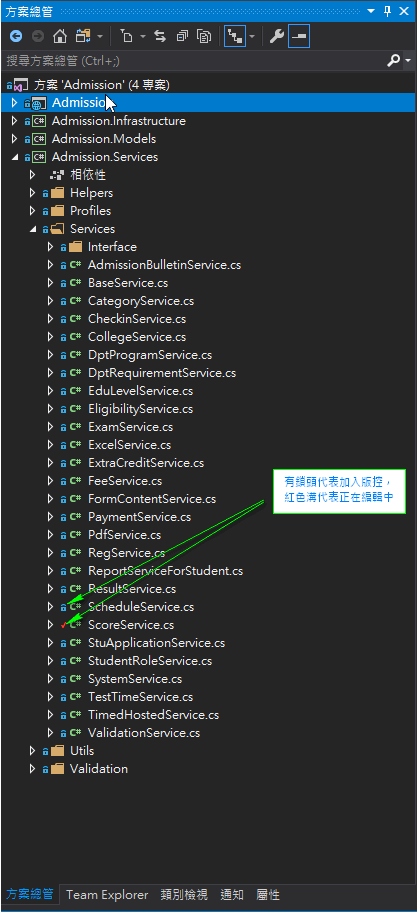 方案總管
搜尋方案總管 (Ctrl+;)
方案 'Admission' (4 專案)
Admission
Admission.Infrastructure
Admission.Models
Admission.Services
相依性
Helpers
Profiles
Services
Interface
AdmissionBulletinService.cs
BaseService.cs
CategoryService.cs
CheckinService.cs
CollegeService.cs
DptProgramService.cs
DptRequirementService.cs
EduLevelService.cs
EligibilityService.cs
ExamService.cs
ExcelService.cs
ExtraCreditService.cs
FeeService.cs
有鎖頭代表加入版控，
紅色溝代表正在編輯中
FormContentService.cs
PaymentService.cs
PdfService.cs
RegService.cs
ReportServiceForStudent.cs
ResultService.cs
ScheduleService.cs
ScoreService.cs
StuApplicationService.cs
StudentRoleService.cs
SystemService.cs
TestTimeService.cs
TimedHostedService.cs
ValidationService.cs
Utils
Validation
方案總管 Team Explorer 類別檢視 通知 屬性